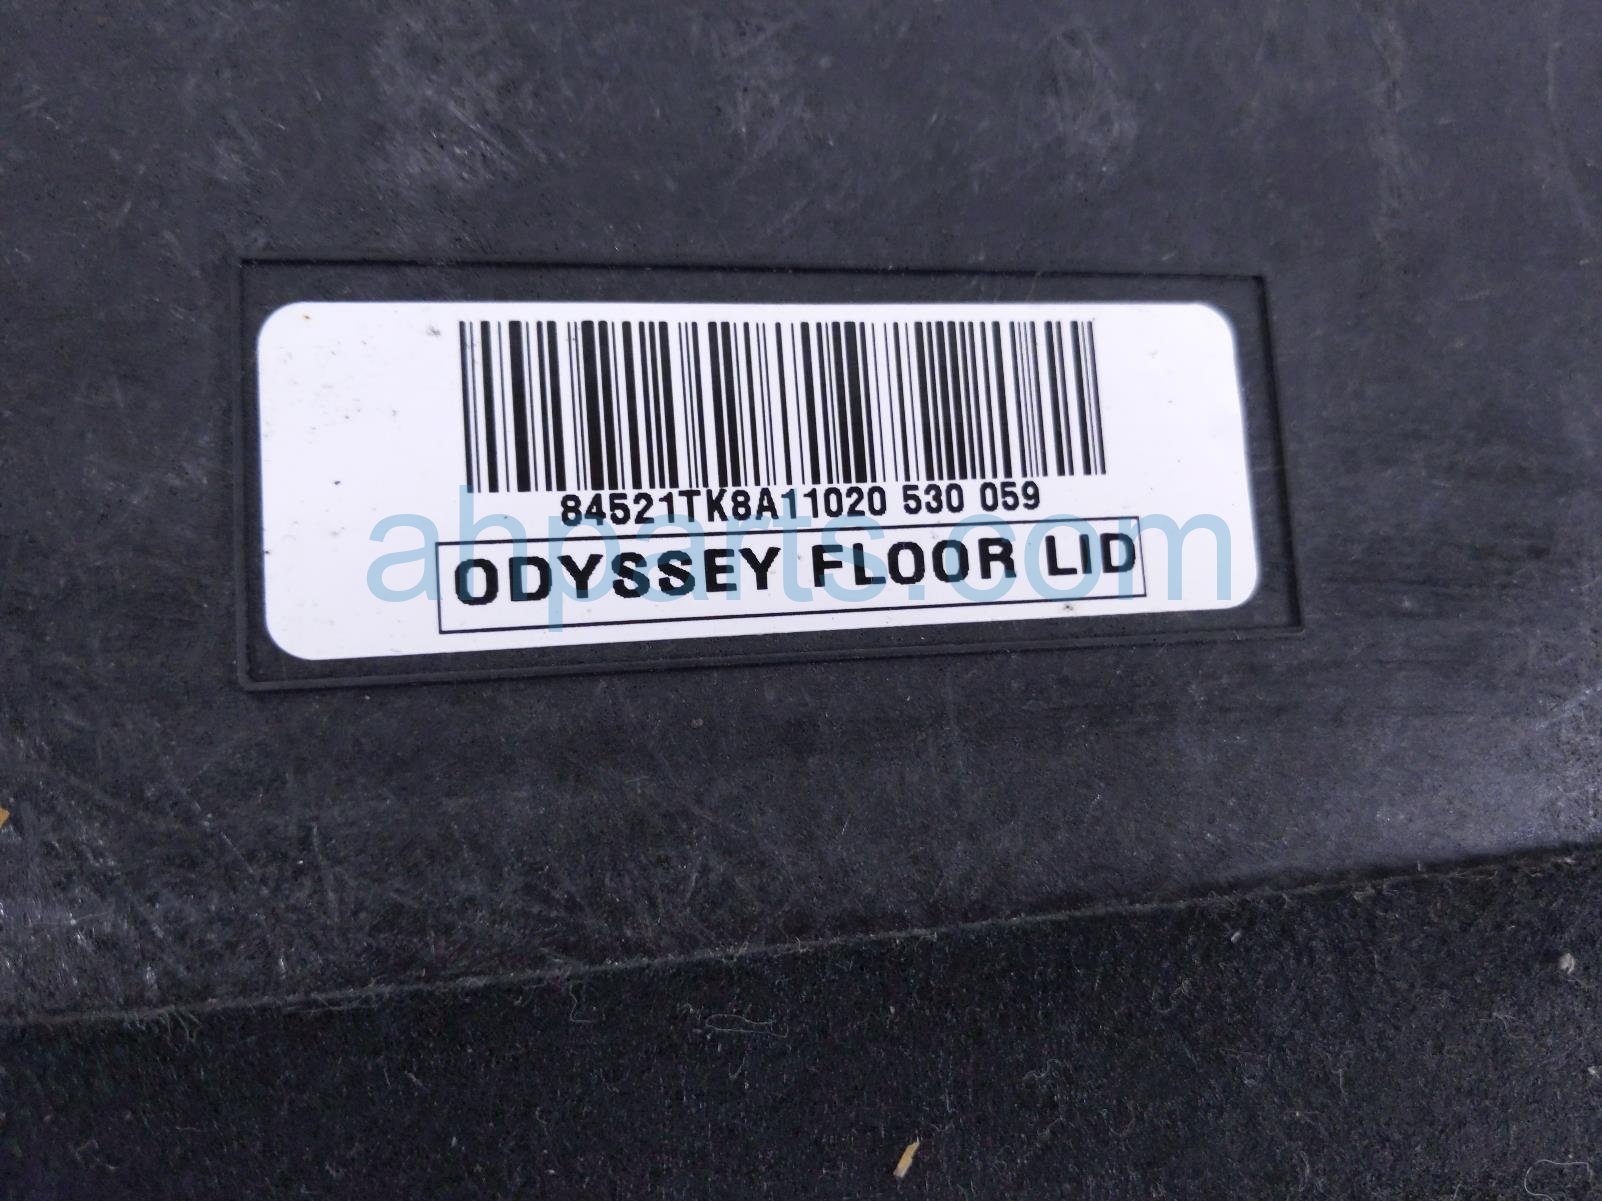 84521TK8A11020 530 059
ODYSSEY FLOOR LID
ahparts.com